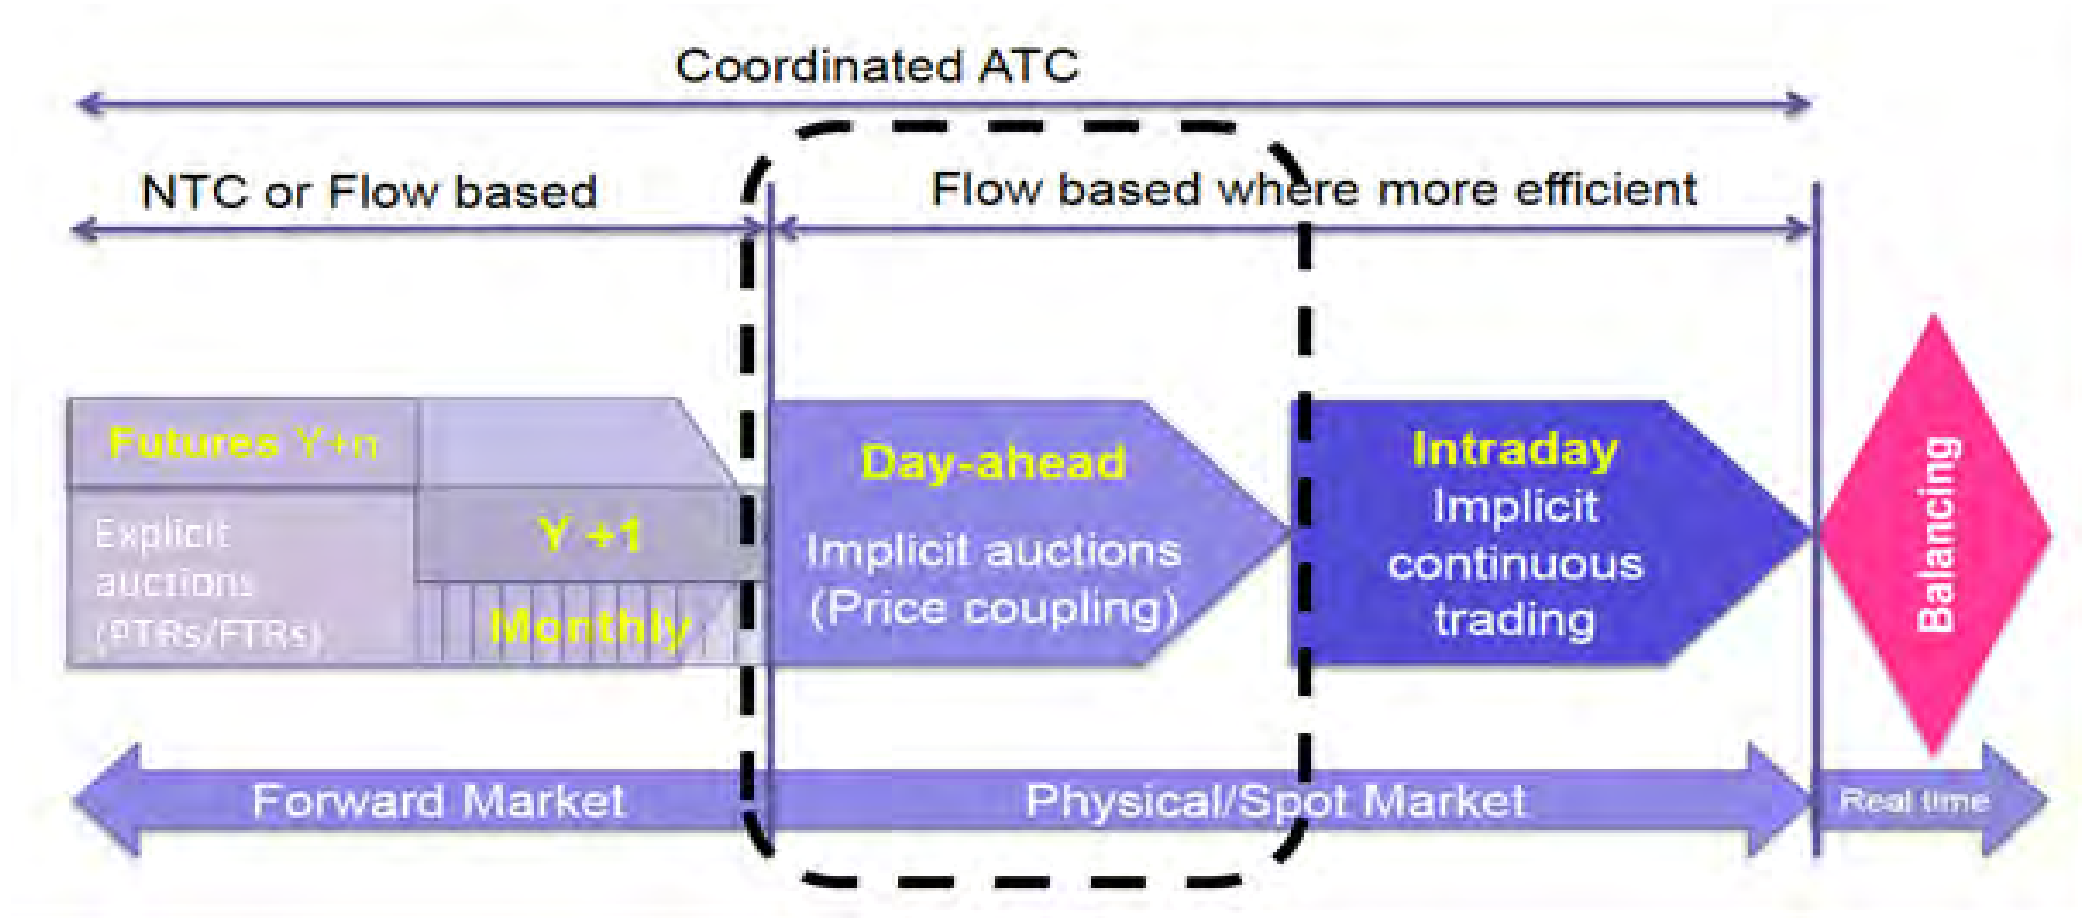 Coordinated ATC
NTC or Flow based
Flow based where more efficient
Futures Y+n
Explicit
auctions
(PTRs/FTRs)
Y +1
Monthly
Day-ahead
Implicit auctions
(Price coupling)
Intraday
Implicit
continuous
trading
Balancing
Forward Market
Physical/Spot Market
Real time